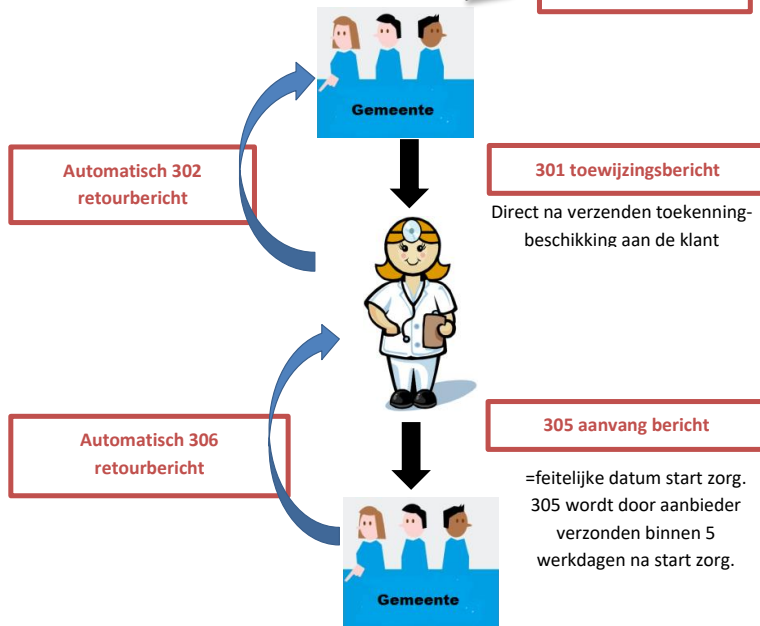 Gemeente
Automatisch 302
retourbericht
301 toewijzingsbericht
Direct na verzenden toekenning-
beschikking aan de klant
Automatisch 306
retourbericht
305 aanvang bericht
=feitelijke datum start zorg.
305 wordt door aanbieder
verzonden binnen 5
werkdagen na start zorg.
Gemeente